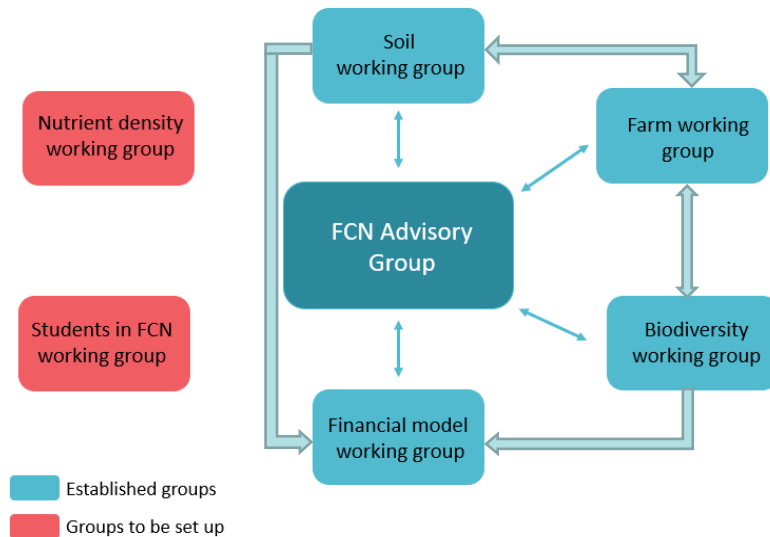 Soil
working group
Nutrient density
working group
Farm working
group
FCN Advisory
Group
Students in FCN
working group
Biodiversity
working group
Financial model
working group
Established groups
Groups to be set up